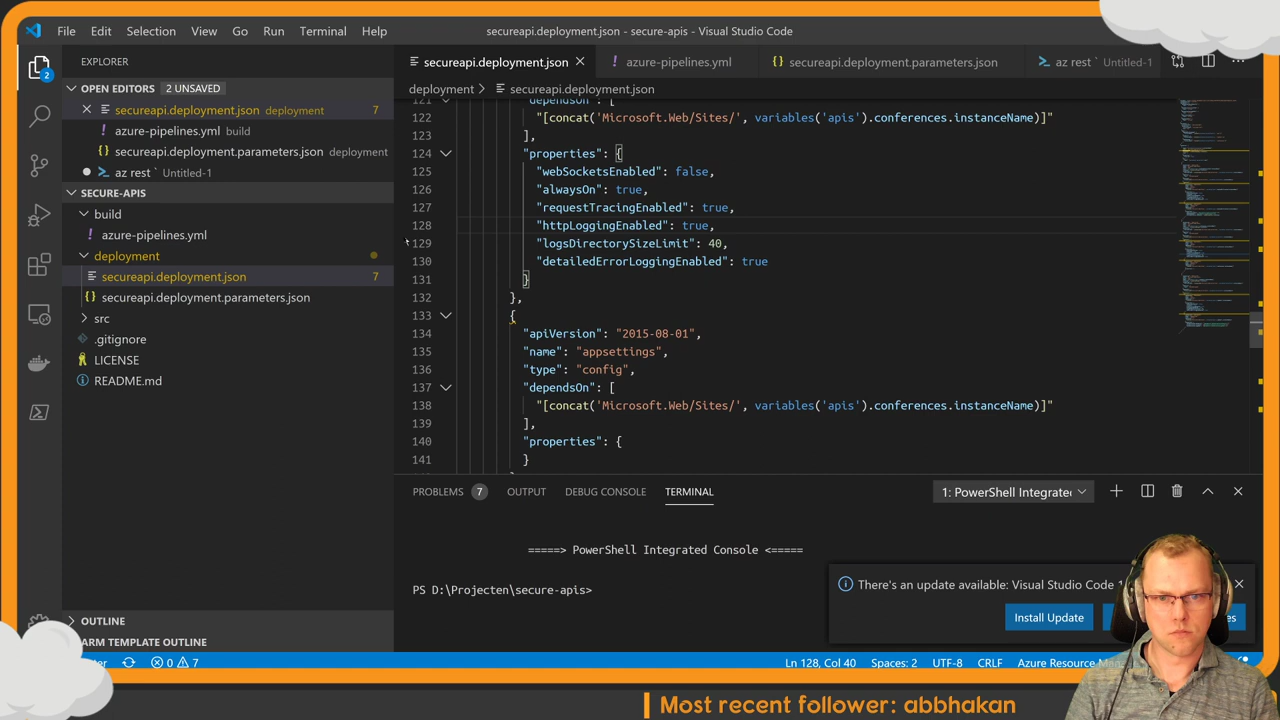 File Edit Selection View Go Run Terminal Help
secureapi.deployment.json - secure-apis - Visual Studio Code
EXPLORER
OPEN EDITORS 2 UNSAVED
secureapi.deployment.json deployment 7
azure-pipelines.yml build
secureapi.deployment.parameters.json deployment
az rest ` Untitled-1
SECURE-APIS
build
azure-pipelines.yml
deployment
secureapi.deployment.json 7
secureapi.deployment.parameters.json
src
.gitignore
LICENSE
README.md
OUTLINE
ARM TEMPLATE OUTLINE
2
secureapi.deployment.json
azure-pipelines.yml
secureapi.deployment.parameters.json
az rest ` Untitled-1
deployment > secureapi.deployment.json
121 "dependsOn": [
122 "[concat('Microsoft.Web/Sites/', variables('apis').conferences.instanceName)]"
123 ],
124 "properties": {
125 "webSocketsEnabled": false,
126 "alwaysOn": true,
127 "requestTracingEnabled": true,
128 "httpLoggingEnabled": true,
129 "logsDirectorySizeLimit": 40,
130 "detailedErrorLoggingEnabled": true
131 }
132 },
133 {
134 "apiVersion": "2015-08-01",
135 "name": "appsettings",
136 "type": "config",
137 "dependsOn": [
138 "[concat('Microsoft.Web/Sites/', variables('apis').conferences.instanceName)]"
139 ],
140 "properties": {
141 }
PROBLEMS 7 OUTPUT DEBUG CONSOLE TERMINAL
1: PowerShell Integrate
=====> PowerShell Integrated Console <=====
PS D:\Projecten\secure-apis>
There's an update available: Visual Studio Code 1
Install Update
0 7
Ln 128, Col 40 Spaces: 2 UTF-8 CRLF
Most recent follower: abbhakan